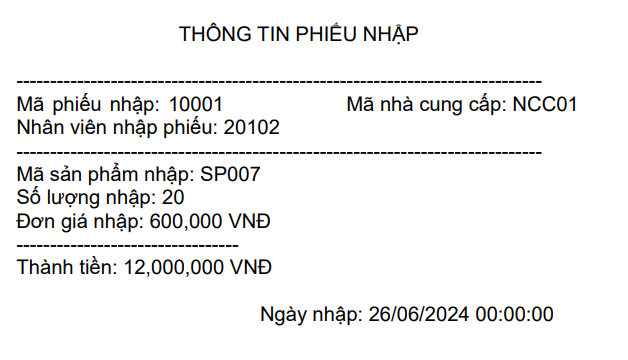 THÔNG TIN PHIẾU NHẬP
-------------------------------------------------------------------------------
Mã phiếu nhập: 10001 Mã nhà cung cấp: NCC01
Nhân viên nhập phiếu: 20102
-------------------------------------------------------------------------------
Mã sản phẩm nhập: SP007
Số lượng nhập: 20
Đơn giá nhập: 600,000 VNĐ
---------------------------------
Thành tiền: 12,000,000 VNĐ
Ngày nhập: 26/06/2024 00:00:00